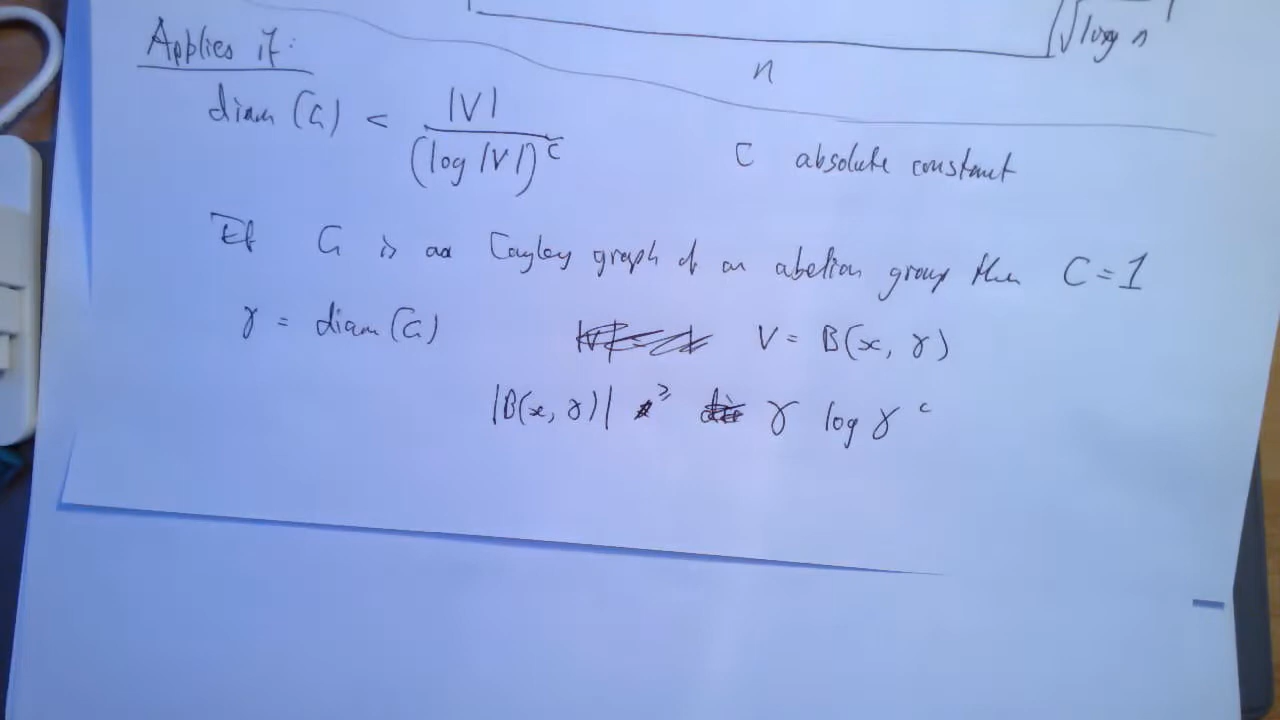 √log n
n
Applies if:
diam (G) < |V| / (log |V|)^C
C absolute constant
If G is a Cayley graph of an abelian group then C = 1
γ = diam (G) V = B(x, γ)
|B(x, γ)| ≥ γ log γ^c